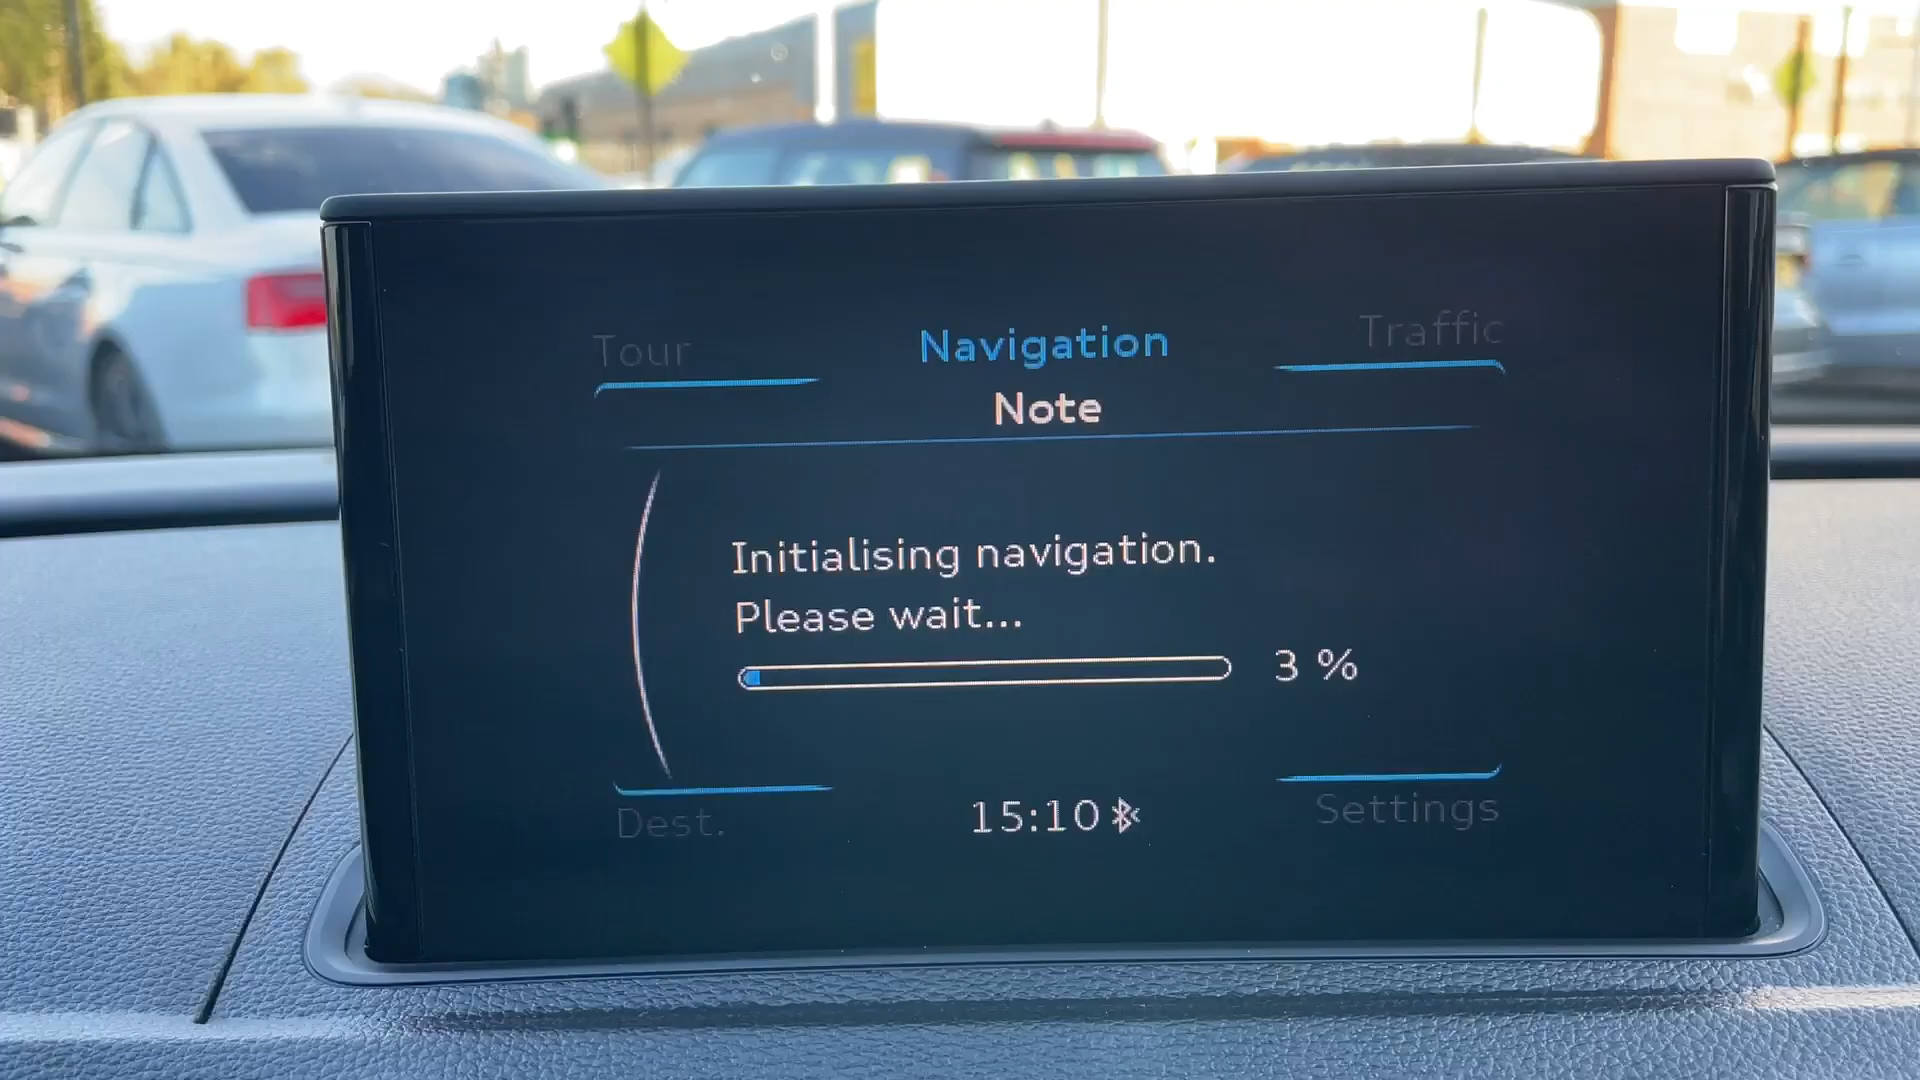 Tour
Navigation
Traffic
Note
Initialising navigation.
Please wait...
3 %
Dest.
15:10
Settings